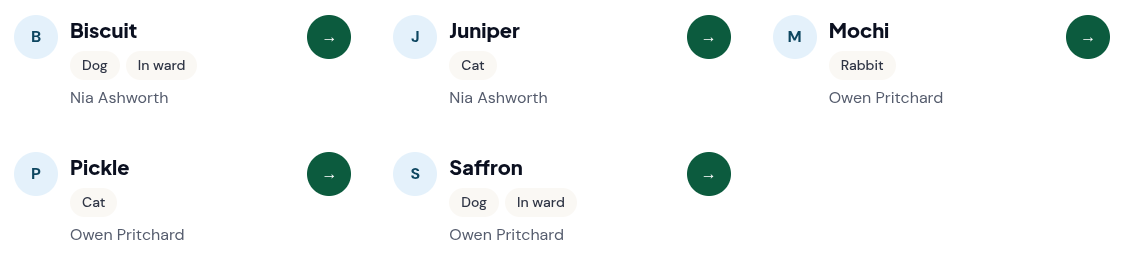 B Biscuit →
Dog In ward
Nia Ashworth
J Juniper →
Cat
Nia Ashworth
M Mochi →
Rabbit
Owen Pritchard
P Pickle →
Cat
Owen Pritchard
S Saffron →
Dog In ward
Owen Pritchard